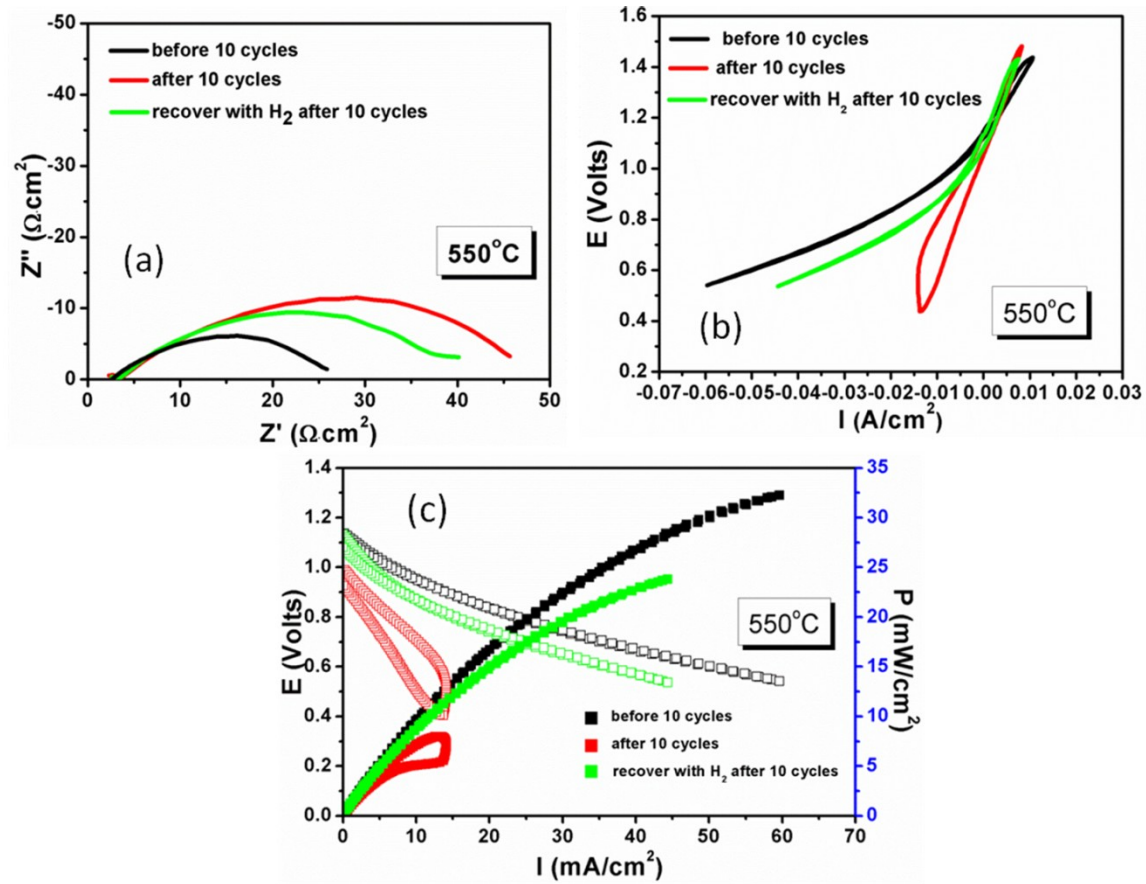 -50
-40
-30
-20
-10
0
Z'' (Ω·cm²)
before 10 cycles
after 10 cycles
recover with H₂ after 10 cycles
(a)
550°C
0 10 20 30 40 50
Z' (Ω·cm²)
1.6
1.4
1.2
1.0
0.8
0.6
0.4
0.2
E (Volts)
before 10 cycles
after 10 cycles
recover with H₂ after 10 cycles
(b)
550°C
-0.07 -0.06 -0.05 -0.04 -0.03 -0.02 -0.01 0.00 0.01 0.02 0.03
I (A/cm²)
1.4
1.2
1.0
0.8
0.6
0.4
0.2
0.0
E (Volts)
(c)
550°C
before 10 cycles
after 10 cycles
recover with H₂ after 10 cycles
35
30
25
20
15
10
5
0
P (mW/cm²)
0 10 20 30 40 50 60 70
I (mA/cm²)